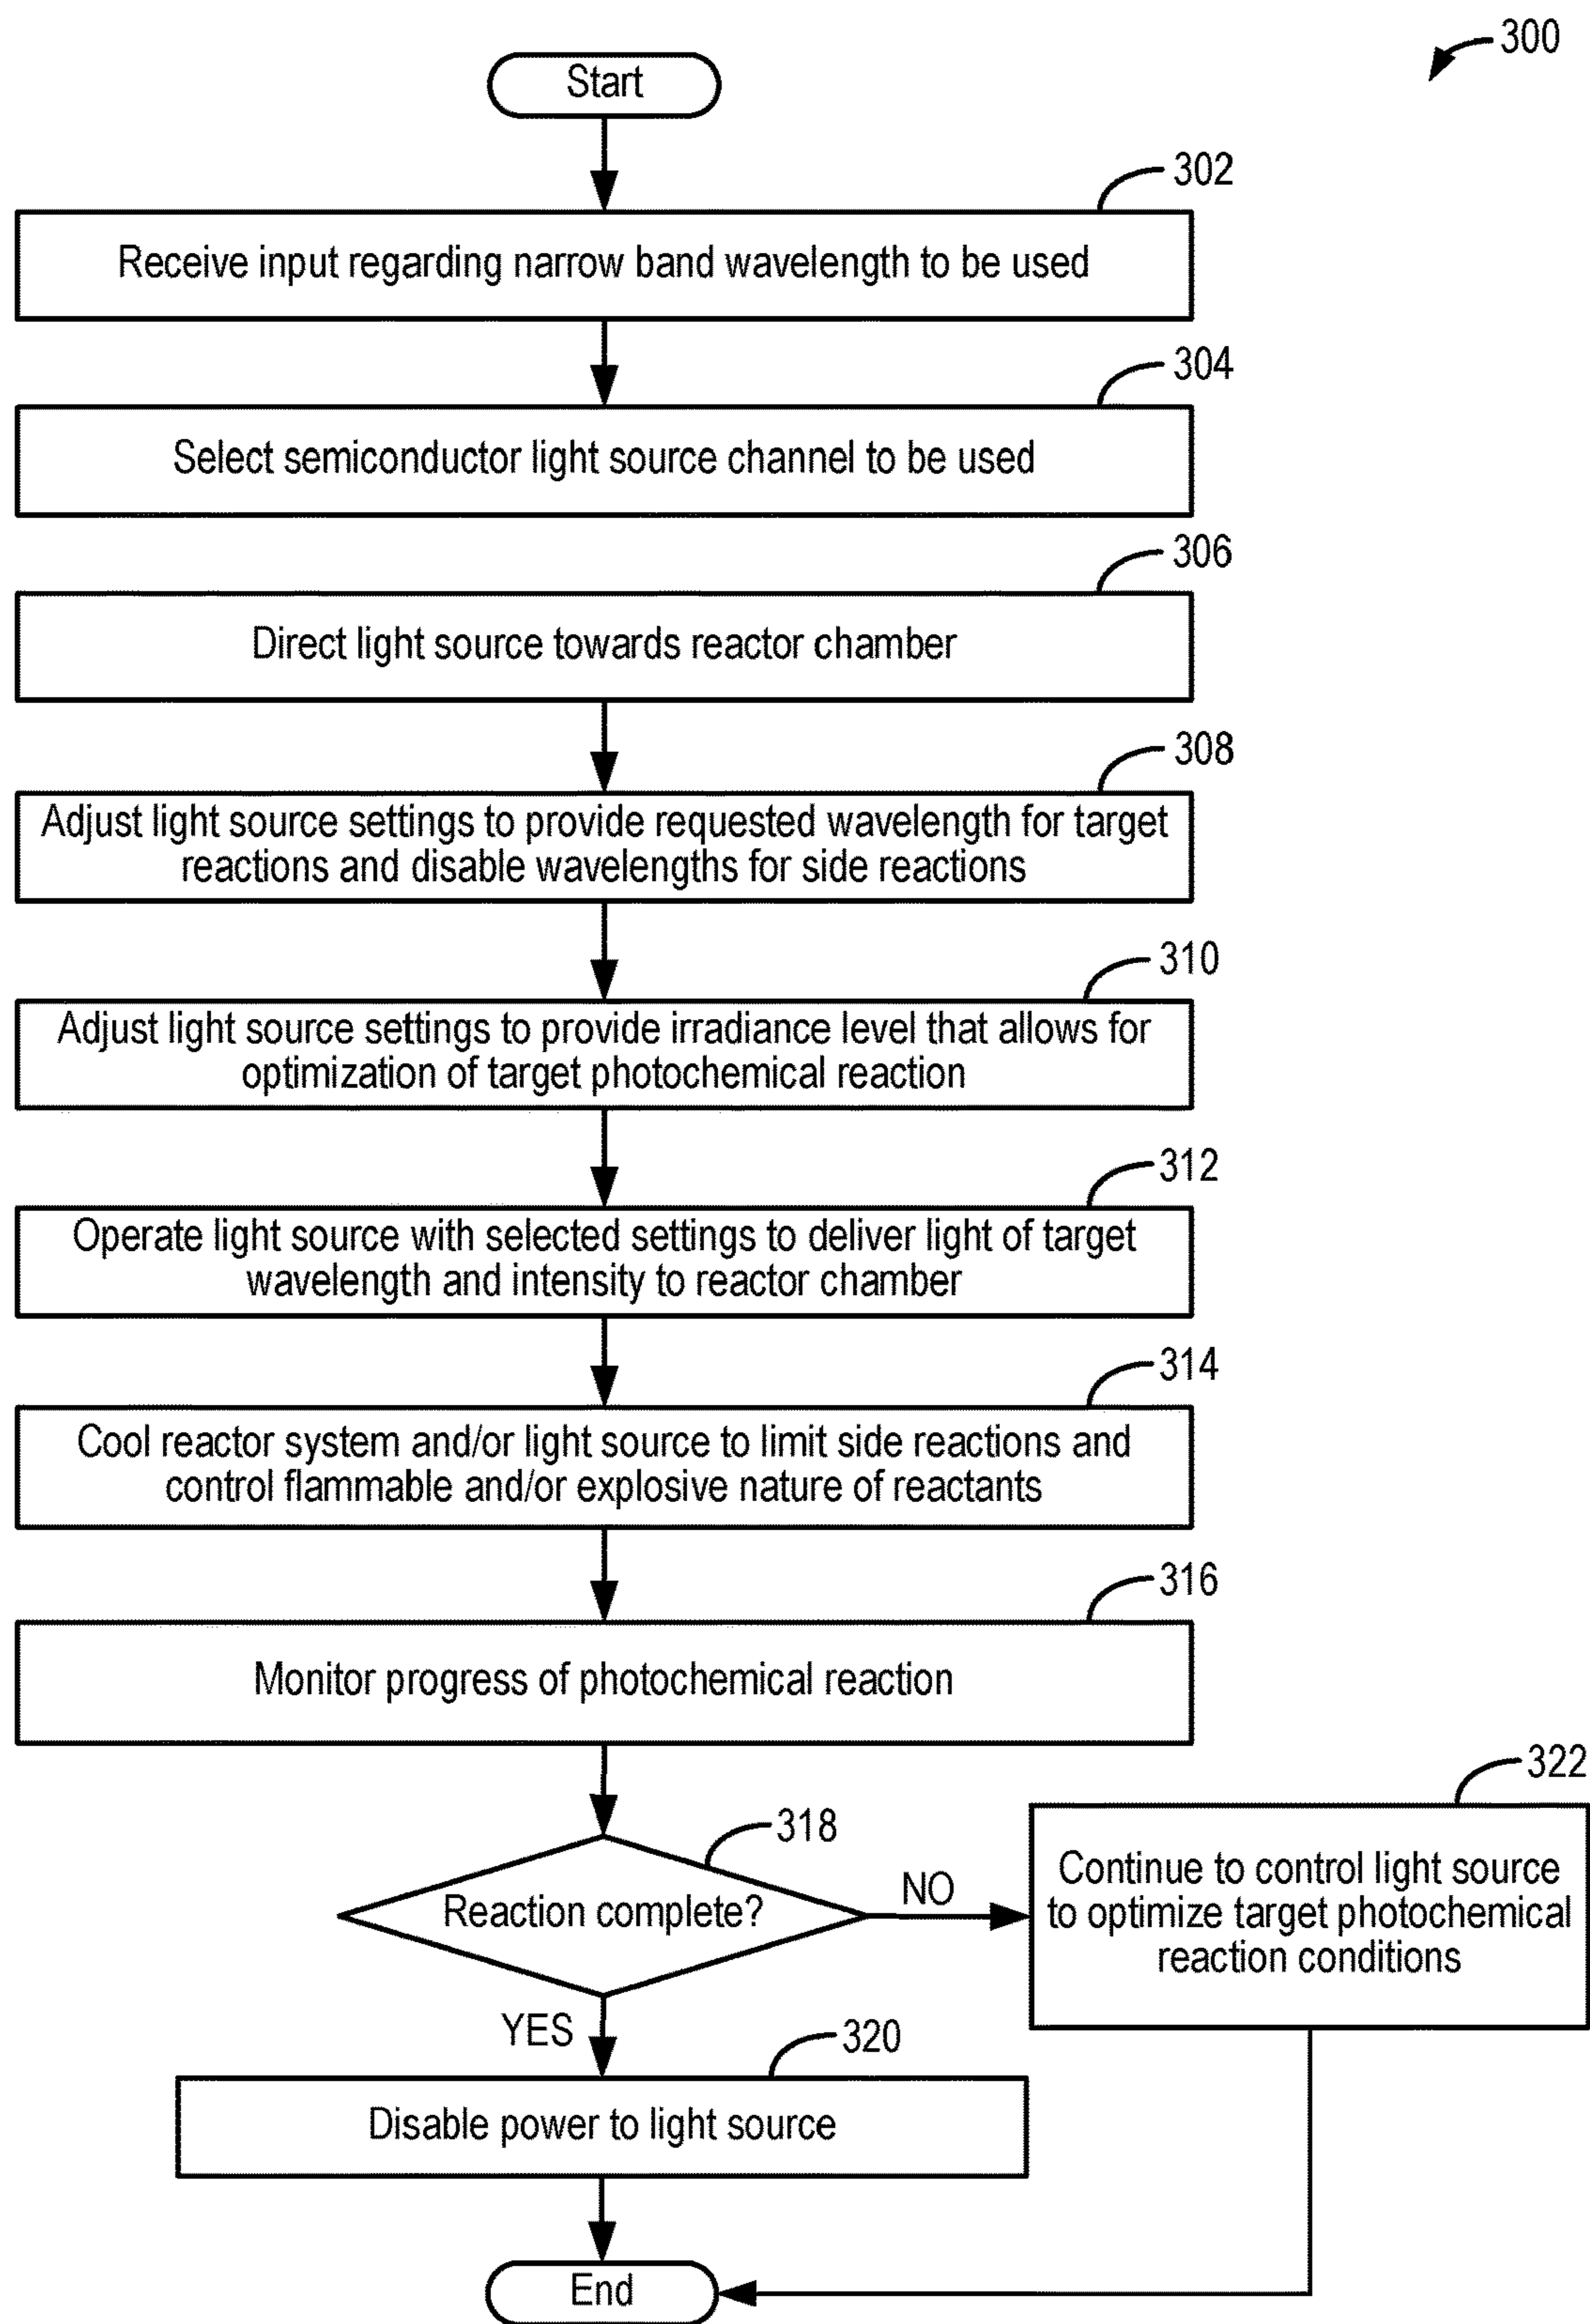 300
Start
302
Receive input regarding narrow band wavelength to be used
304
Select semiconductor light source channel to be used
306
Direct light source towards reactor chamber
308
Adjust light source settings to provide requested wavelength for target
reactions and disable wavelengths for side reactions
310
Adjust light source settings to provide irradiance level that allows for
optimization of target photochemical reaction
312
Operate light source with selected settings to deliver light of target
wavelength and intensity to reactor chamber
314
Cool reactor system and/or light source to limit side reactions and
control flammable and/or explosive nature of reactants
316
Monitor progress of photochemical reaction
318
Reaction complete?
NO
322
Continue to control light source
to optimize target photochemical
reaction conditions
YES
320
Disable power to light source
End